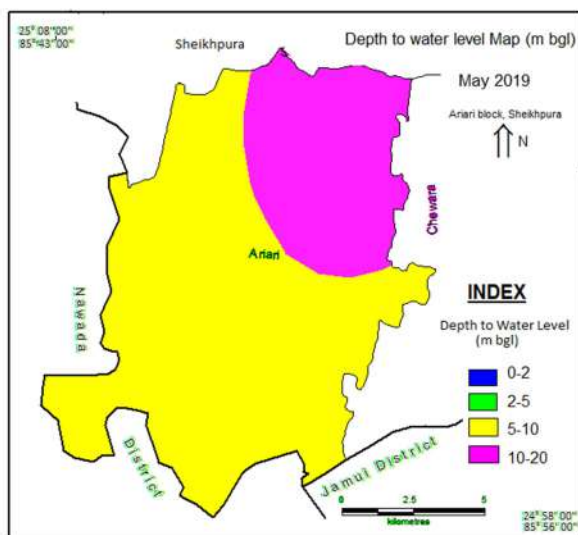 25° 08'00"
85° 43'00"
Sheikhpura
Depth to water level Map (m bgl)
May 2019
Ariari block, Sheikhpura
N
Chewara
Ariari
Nawada
District
Jamui District
INDEX
Depth to Water Level
(m bgl)
0-2
2-5
5-10
10-20
0 2.5 5
kilometres
24° 58'00"
85° 56'00"